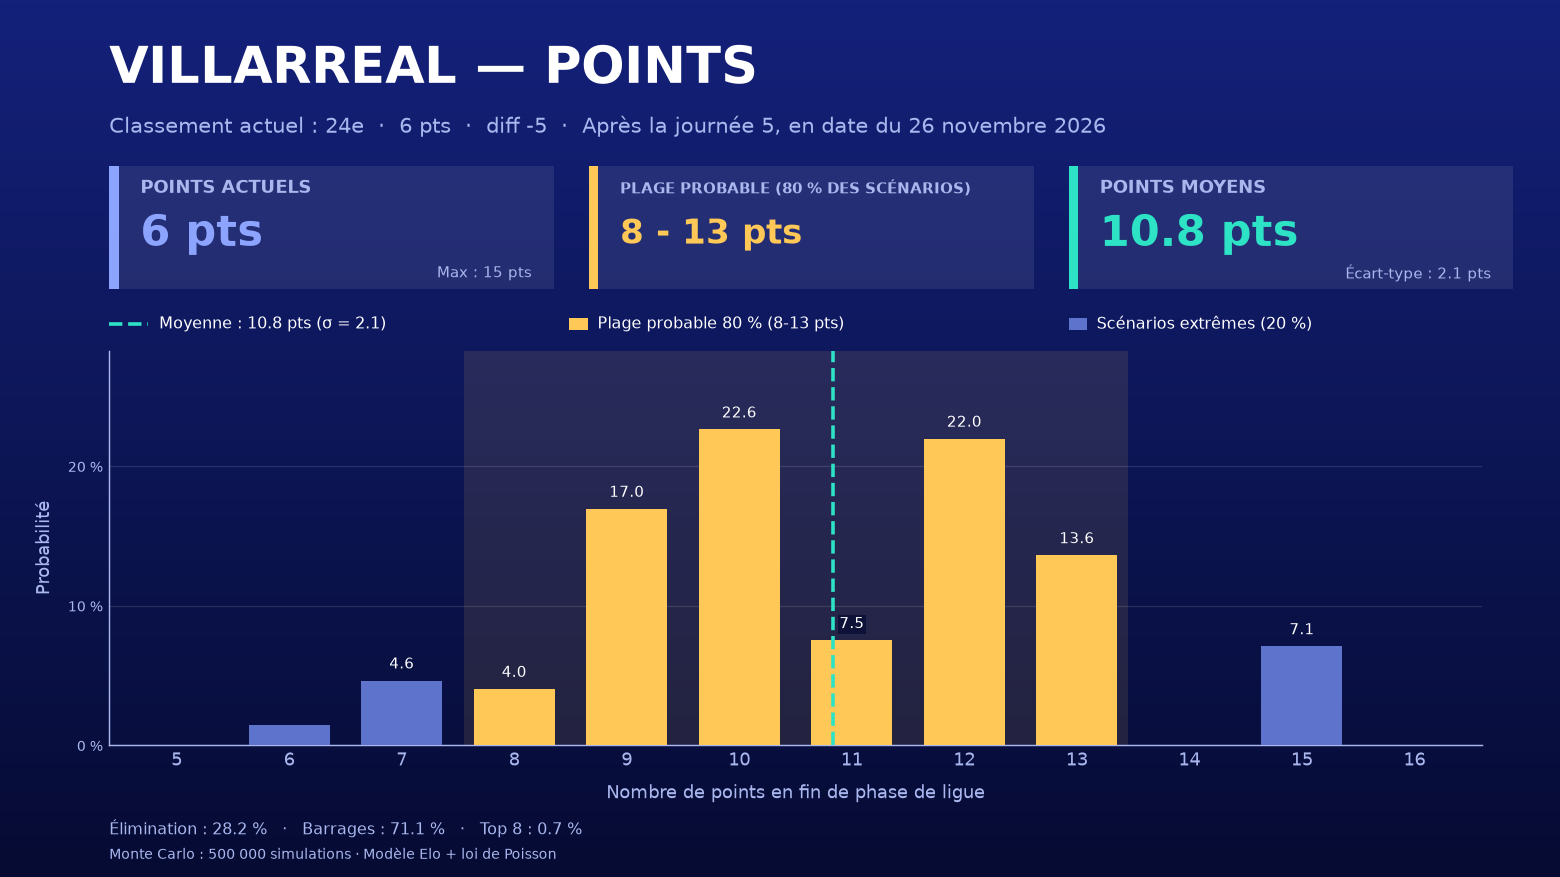 VILLARREAL — POINTS
Classement actuel : 24e · 6 pts · diff -5 · Après la journée 5, en date du 26 novembre 2026
POINTS ACTUELS
6 pts
Max : 15 pts
PLAGE PROBABLE (80 % DES SCÉNARIOS)
8 - 13 pts
POINTS MOYENS
10.8 pts
Écart-type : 2.1 pts
Moyenne : 10.8 pts (σ = 2.1)
Plage probable 80 % (8-13 pts)
Scénarios extrêmes (20 %)
Probabilité
20 %
10 %
0 %
4.6
4.0
17.0
22.6
7.5
22.0
13.6
7.1
5 6 7 8 9 10 11 12 13 14 15 16
Nombre de points en fin de phase de ligue
Élimination : 28.2 % · Barrages : 71.1 % · Top 8 : 0.7 %
Monte Carlo : 500 000 simulations · Modèle Elo + loi de Poisson